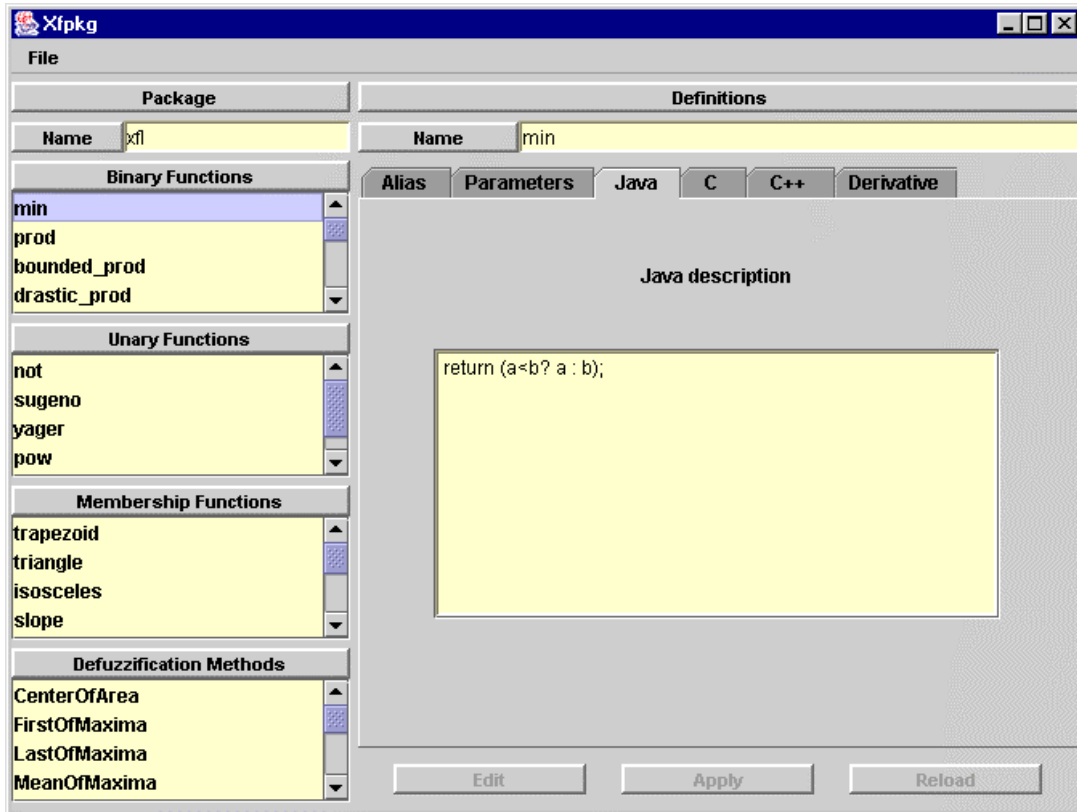 Xfpkg
File
Package
Name xfl
Binary Functions
min
prod
bounded_prod
drastic_prod
Unary Functions
not
sugeno
yager
pow
Membership Functions
trapezoid
triangle
isosceles
slope
Defuzzification Methods
CenterOfArea
FirstOfMaxima
LastOfMaxima
MeanOfMaxima
Definitions
Name min
Alias Parameters Java C C++ Derivative
Java description
return (a<b? a : b);
Edit Apply Reload